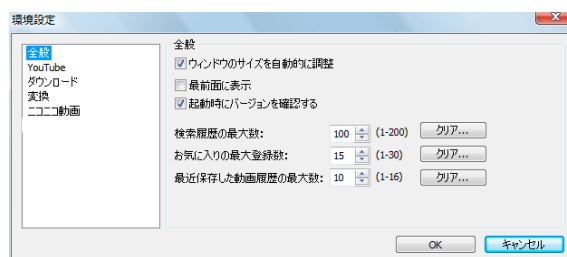 環境設定
全般
YouTube
ダウンロード
変換
ニコニコ動画
全般
ウィンドウのサイズを自動的に調整
最前面に表示
起動時にバージョンを確認する
検索履歴の最大数: 100 (1-200) クリア...
お気に入りの最大登録数: 15 (1-30) クリア...
最近保存した動画履歴の最大数: 10 (1-16) クリア...
OK キャンセル